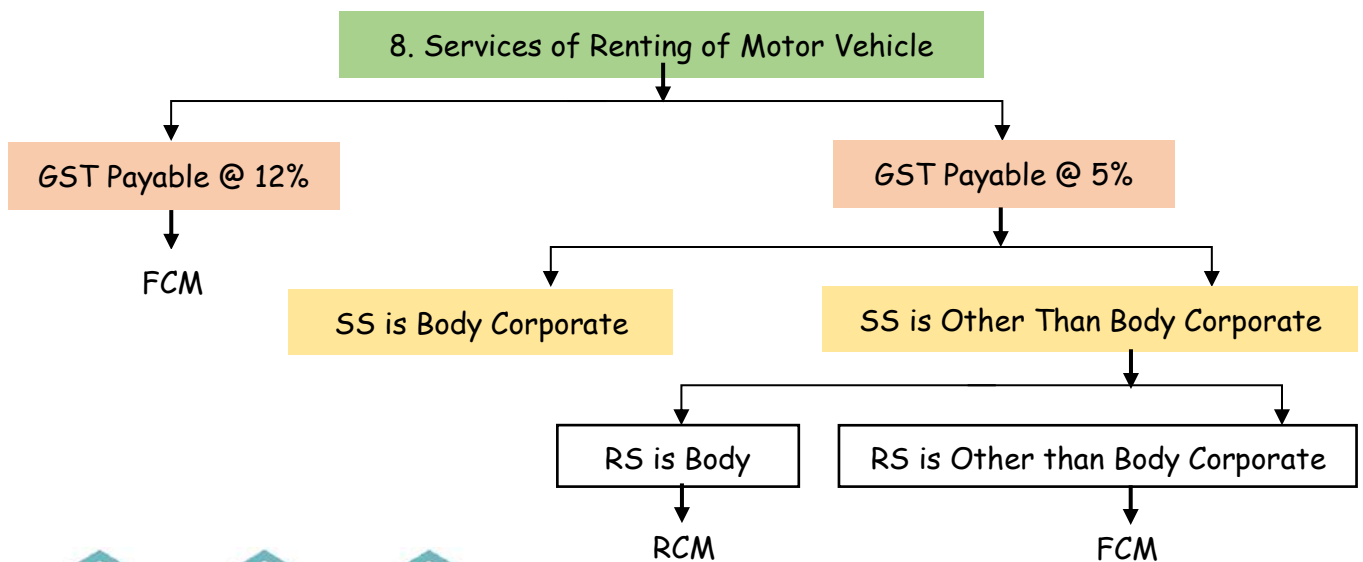 8. Services of Renting of Motor Vehicle
GST Payable @ 12%
GST Payable @ 5%
FCM
SS is Body Corporate
SS is Other Than Body Corporate
RS is Body
RS is Other than Body Corporate
RCM
FCM